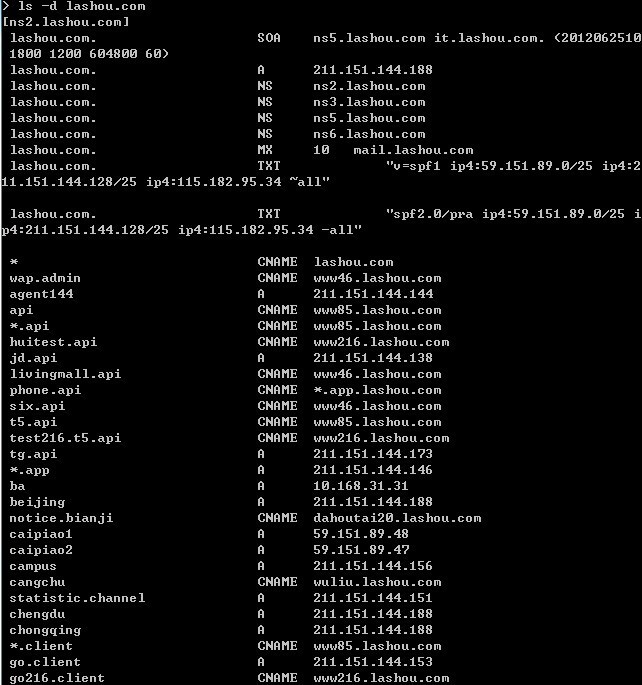 > ls -d lashou.com
[ns2.lashou.com]
lashou.com. SOA ns5.lashou.com it.lashou.com. (2012062510
1800 1200 604800 60)
lashou.com. A 211.151.144.188
lashou.com. NS ns2.lashou.com
lashou.com. NS ns3.lashou.com
lashou.com. NS ns5.lashou.com
lashou.com. NS ns6.lashou.com
lashou.com. MX 10 mail.lashou.com
lashou.com. TXT "v=spf1 ip4:59.151.89.0/25 ip4:2
11.151.144.128/25 ip4:115.182.95.34 ~all"
lashou.com. TXT "spf2.0/pra ip4:59.151.89.0/25 i
p4:211.151.144.128/25 ip4:115.182.95.34 -all"
* CNAME lashou.com
wap.admin CNAME www46.lashou.com
agent144 A 211.151.144.144
api CNAME www85.lashou.com
*.api CNAME www85.lashou.com
huitest.api CNAME www216.lashou.com
jd.api A 211.151.144.138
livingmall.api CNAME www46.lashou.com
phone.api CNAME *.app.lashou.com
six.api CNAME www46.lashou.com
t5.api CNAME www85.lashou.com
test216.t5.api CNAME www216.lashou.com
tg.api A 211.151.144.173
*.app A 211.151.144.146
ba A 10.168.31.31
beijing A 211.151.144.188
notice.bianji CNAME dahoutai20.lashou.com
caipiao1 A 59.151.89.48
caipiao2 A 59.151.89.47
campus A 211.151.144.156
cangchu CNAME wuliu.lashou.com
statistic.channel A 211.151.144.151
chengdu A 211.151.144.188
chongqing A 211.151.144.188
*.client CNAME www85.lashou.com
go.client A 211.151.144.153
go216.client CNAME www216.lashou.com